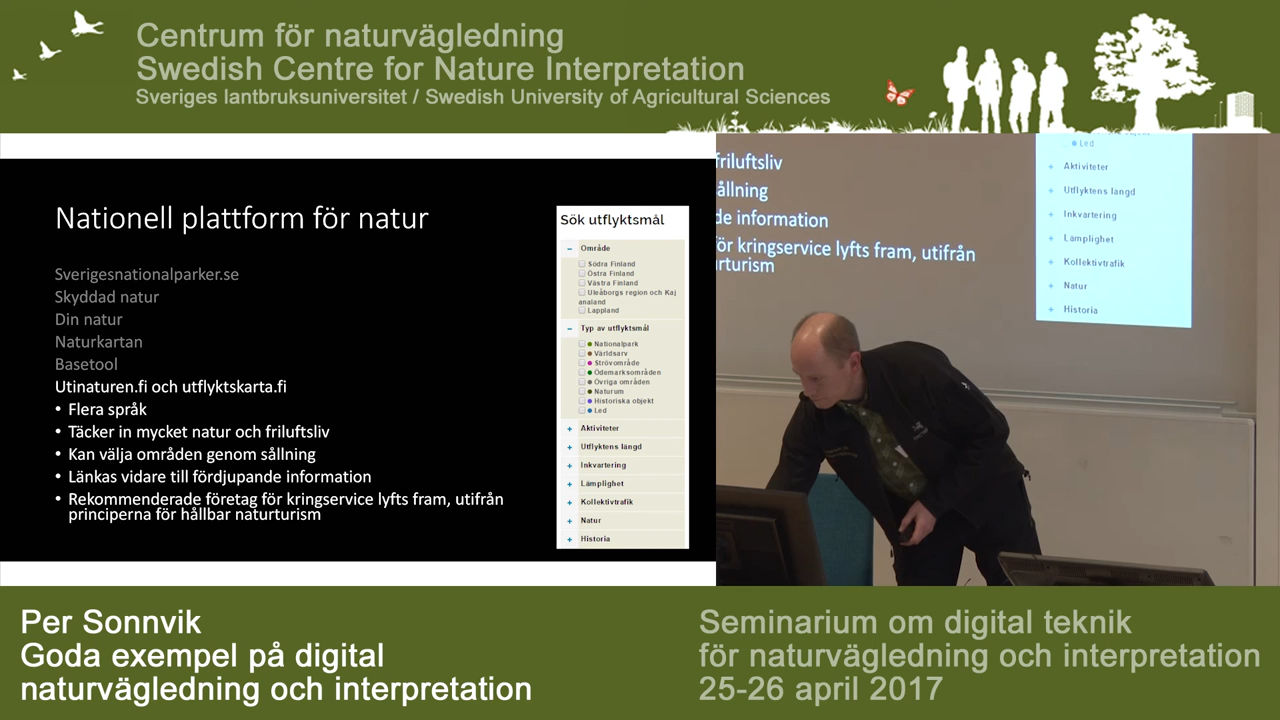 Centrum för naturvägledning
Swedish Centre for Nature Interpretation
Sveriges lantbruksuniversitet / Swedish University of Agricultural Sciences
Nationell plattform för natur
Sverigesnationalparker.se
Skyddad natur
Din natur
Naturkartan
Basetool
Utinaturen.fi och utflyktskarta.fi
• Flera språk
• Täcker in mycket natur och friluftsliv
• Kan välja områden genom sållning
• Länkas vidare till fördjupande information
• Rekommenderade företag för kringservice lyfts fram, utifrån
principerna för hållbar naturturism
Sök utflyktsmål
− Område
Södra Finland
Östra Finland
Västra Finland
Uleåborgs region och Kaj
analand
Lappland
− Typ av utflyktsmål
Nationalpark
Världsarv
Strövområde
Ödemarksområden
Övriga områden
Naturum
Historiska objekt
Led
+ Aktiviteter
+ Utflyktens längd
+ Inkvartering
+ Lämplighet
+ Kollektivtrafik
+ Natur
+ Historia
friluftsliv
ållning
de information
ör kringservice lyfts fram, utifrån
rturism
Led
+ Aktiviteter
+ Utflyktens längd
+ Inkvartering
+ Lämplighet
+ Kollektivtrafik
+ Natur
+ Historia
Per Sonnvik
Goda exempel på digital
naturvägledning och interpretation
Seminarium om digital teknik
för naturvägledning och interpretation
25-26 april 2017